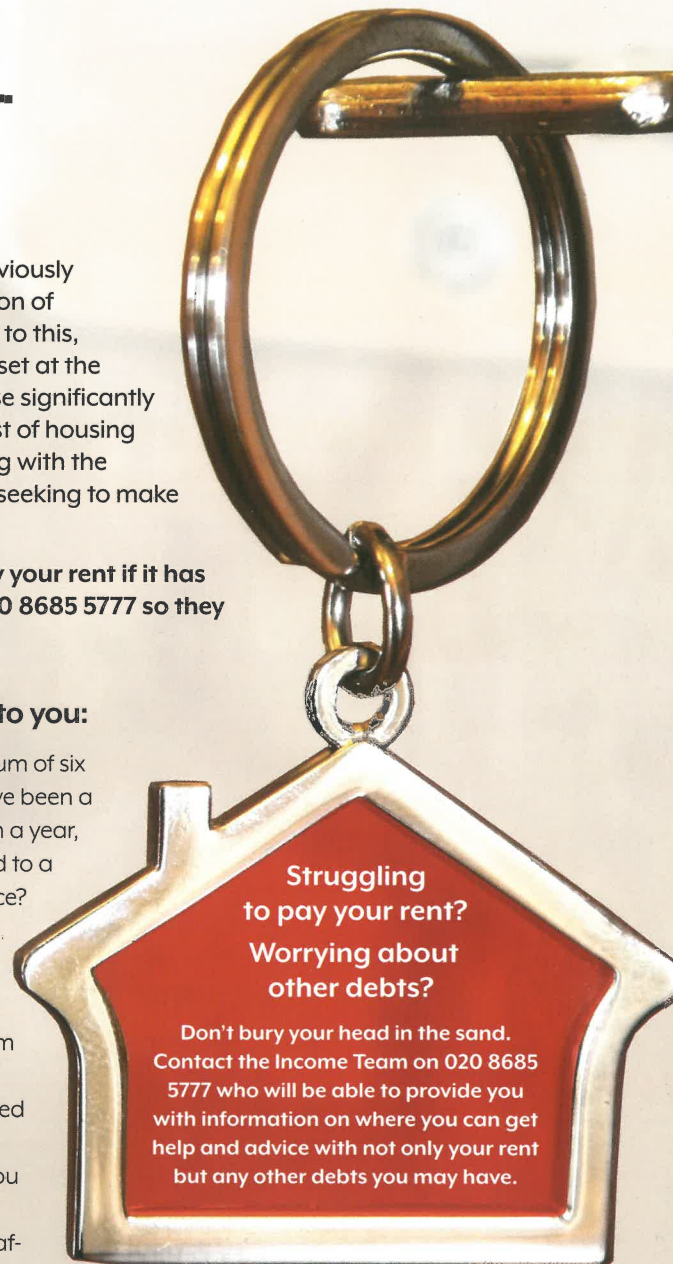 viously
on of
to this,
set at the
e significantly
st of housing
g with the
seeking to make
y your rent if it has
0 8685 5777 so they
to you:
um of six
ve been a
n a year,
d to a
ce?
m
ed
ou
af-
Struggling
to pay your rent?
Worrying about
other debts?
Don't bury your head in the sand.
Contact the Income Team on 020 8685
5777 who will be able to provide you
with information on where you can get
help and advice with not only your rent
but any other debts you may have.